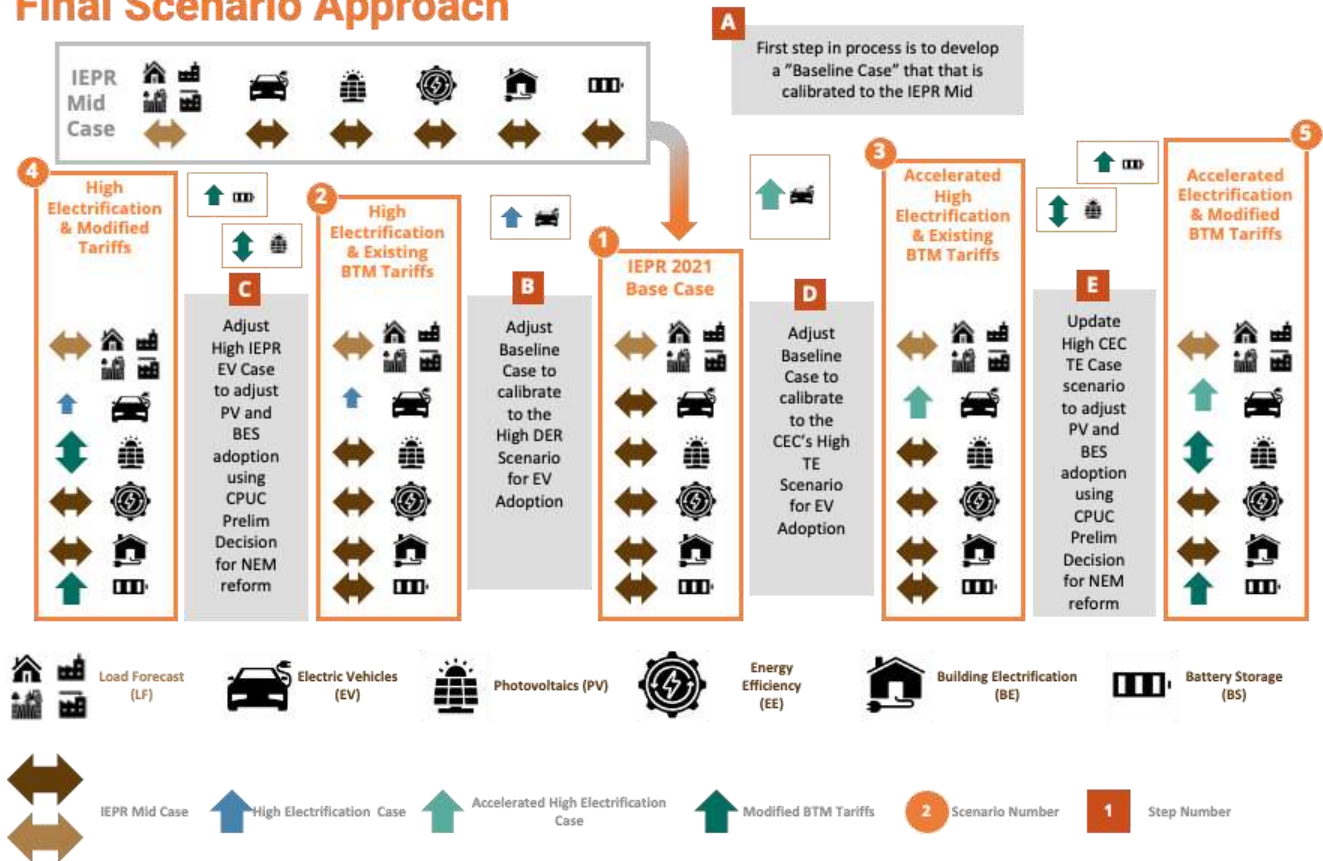 Final Scenario Approach
A
First step in process is to develop
a "Baseline Case" that that is
calibrated to the IEPR Mid
IEPR
Mid
Case
4
High
Electrification
& Modified
Tariffs
C
Adjust
High IEPR
EV Case
to adjust
PV and
BES
adoption
using
CPUC
Prelim
Decision
for NEM
reform
2
High
Electrification
& Existing
BTM Tariffs
B
Adjust
Baseline
Case to
calibrate
to the
High DER
Scenario
for EV
Adoption
1
IEPR 2021
Base Case
D
Adjust
Baseline
Case to
calibrate
to the
CEC's High
TE
Scenario
for EV
Adoption
3
Accelerated
High
Electrification
& Existing
BTM Tariffs
E
Update
High CEC
TE Case
scenario
to adjust
PV and
BES
adoption
using
CPUC
Prelim
Decision
for NEM
reform
5
Accelerated
Electrification
& Modified
BTM Tariffs
Load Forecast
(LF)
Electric Vehicles
(EV)
Photovoltaics (PV)
Energy
Efficiency
(EE)
Building Electrification
(BE)
Battery Storage
(BS)
IEPR Mid Case
High Electrification Case
Accelerated High Electrification
Case
Modified BTM Tariffs
2
Scenario Number
1
Step Number